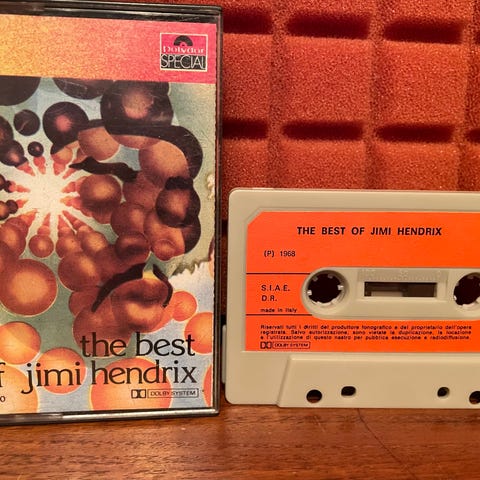 Polydor
SPECIAL
the best
f jimi hendrix
0
DOLBY SYSTEM
THE BEST OF JIMI HENDRIX
(P) 1968
S.I.A.E.
D.R.
made in Italy
Riservati tutti i diritti del produttore fonografico e del proprietario dell'opera
registrata. Salvo autorizzazione, sono vietate la duplicazione, la locazione
e l'utilizzazione di questo nastro per pubblica esecuzione e radiodiffusione.
DOLBY SYSTEM